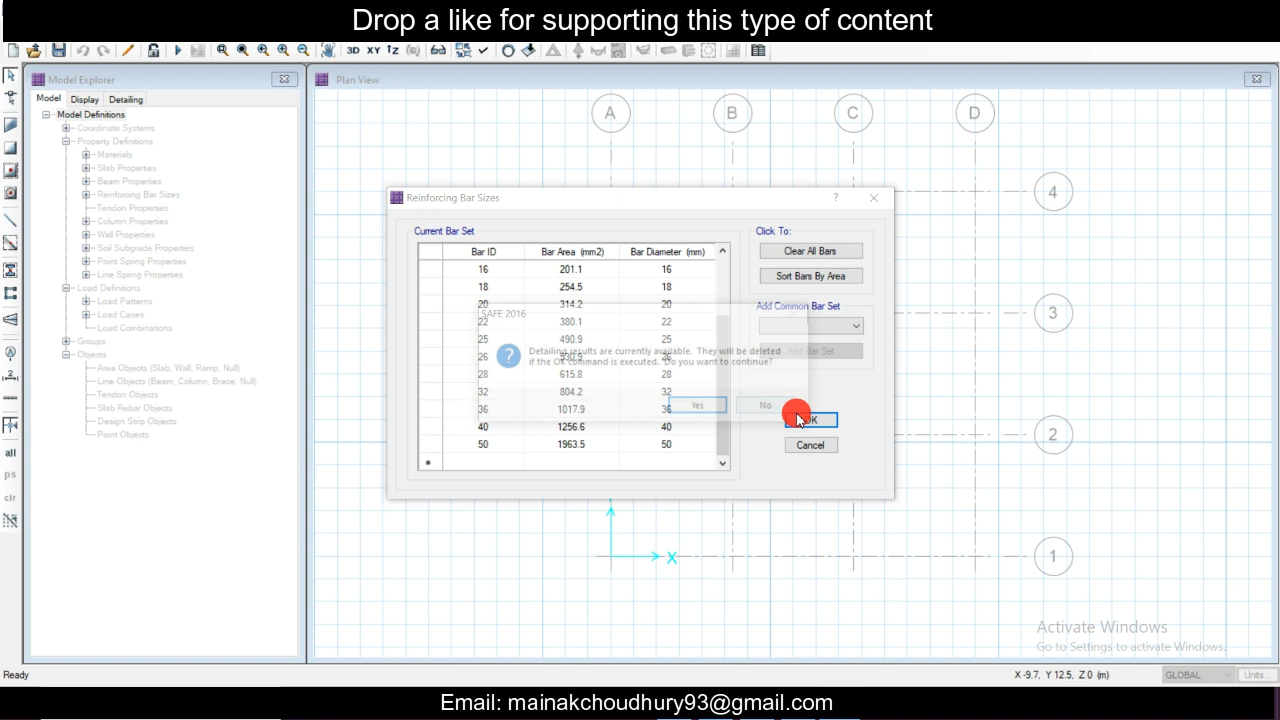 Drop a like for supporting this type of content
3D XY
Model Explorer
Plan View
Model Display Detailing
Model Definitions
Coordinate Systems
Property Definitions
Materials
Slab Properties
Beam Properties
Reinforcing Bar Sizes
Tendon Properties
Column Properties
Wall Properties
Soil Subgrade Properties
Point Spring Properties
Line Spring Properties
Load Definitions
Load Patterns
Load Cases
Load Combinations
Groups
Objects
Area Objects (Slab, Wall, Ramp, Null)
Line Objects (Beam, Column, Brace, Null)
Tendon Objects
Slab Rebar Objects
Design Strip Objects
Point Objects
all
ps
clr
A B C D
4
3
2
1
X
Reinforcing Bar Sizes
?
Current Bar Set
Bar ID Bar Area (mm2) Bar Diameter (mm)
16 201.1 16
18 254.5 18
20 314.2 20
22 380.1 22
25 490.9 25
26 530.9 26
28 615.8 28
32 804.2 32
36 1017.9 36
40 1256.6 40
50 1963.5 50
*
Click To:
Clear All Bars
Sort Bars By Area
Add Common Bar Set
Add Bar Set
OK
Cancel
SAFE 2016
Detailing results are currently available. They will be deleted
if the OK command is executed. Do you want to continue?
Yes No
Activate Windows
Go to Settings to activate Windows.
Ready
X -9.7, Y 12.5, Z 0 (m)
GLOBAL
Units...
Email: mainakchoudhury93@gmail.com